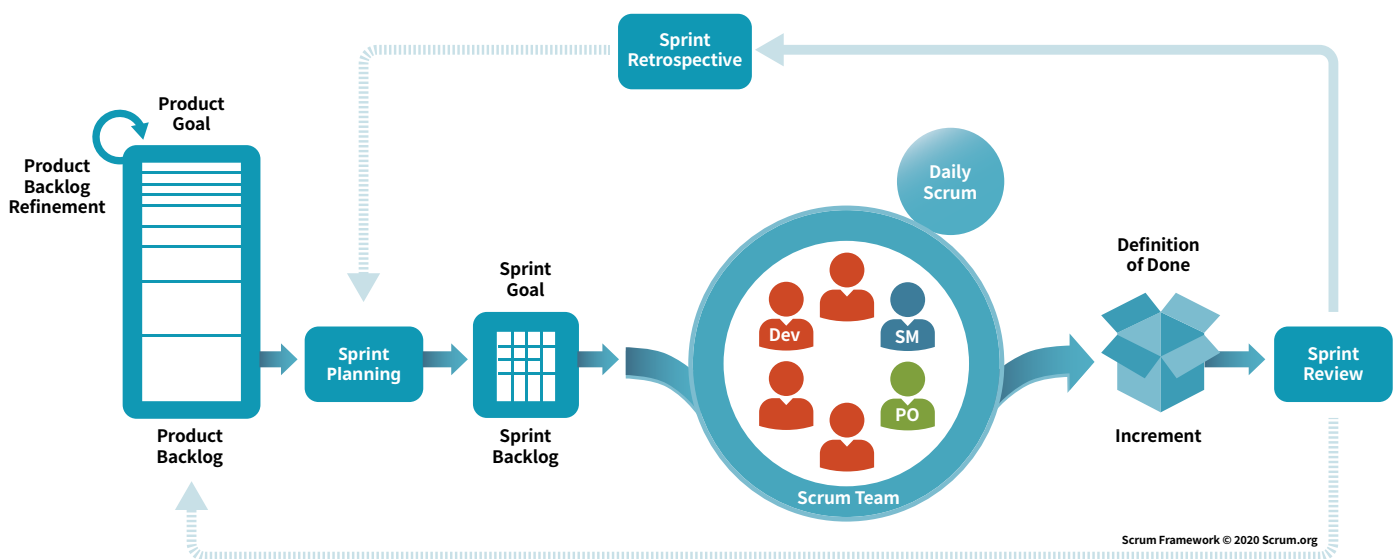 Sprint
Retrospective
Product
Goal
Product
Backlog
Refinement
Daily
Scrum
Definition
of Done
Sprint
Goal
Dev
SM
Sprint
Planning
Sprint
Review
PO
Product
Backlog
Sprint
Backlog
Increment
Scrum Team
Scrum Framework © 2020 Scrum.org